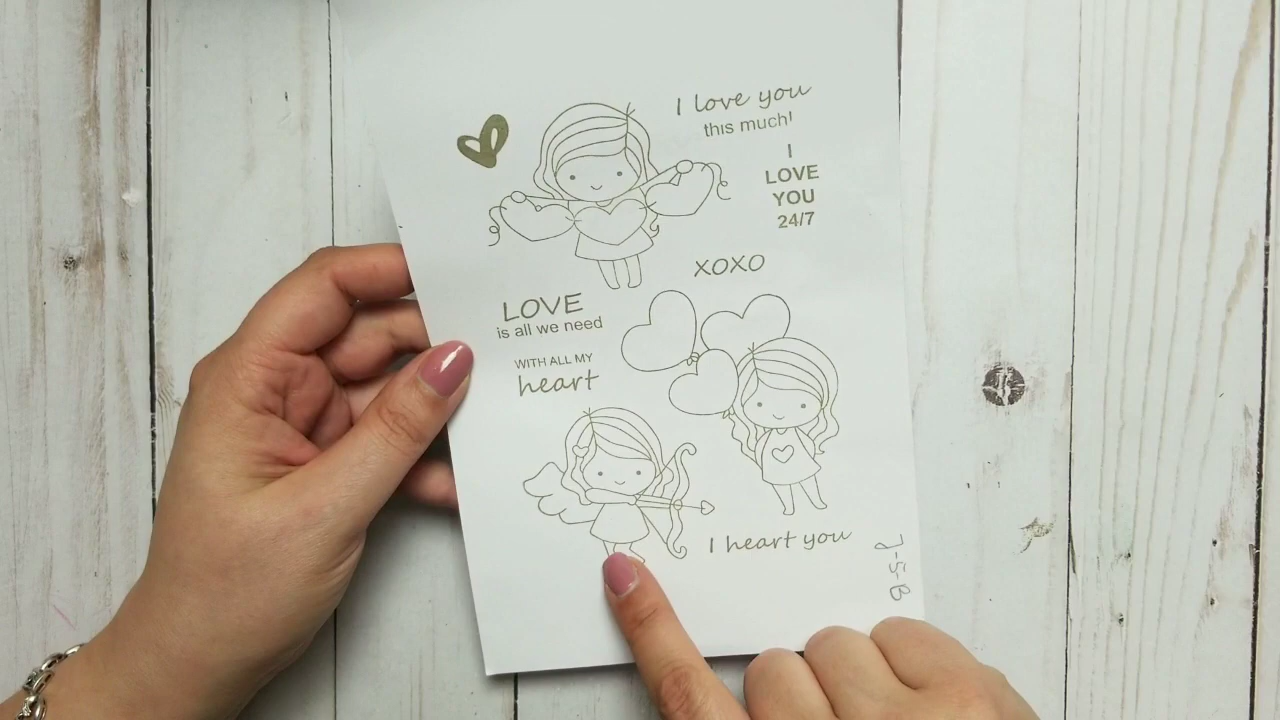 I love you
this much!
I
LOVE
YOU
24/7
XOXO
LOVE
is all we need
WITH ALL MY
heart
I heart you